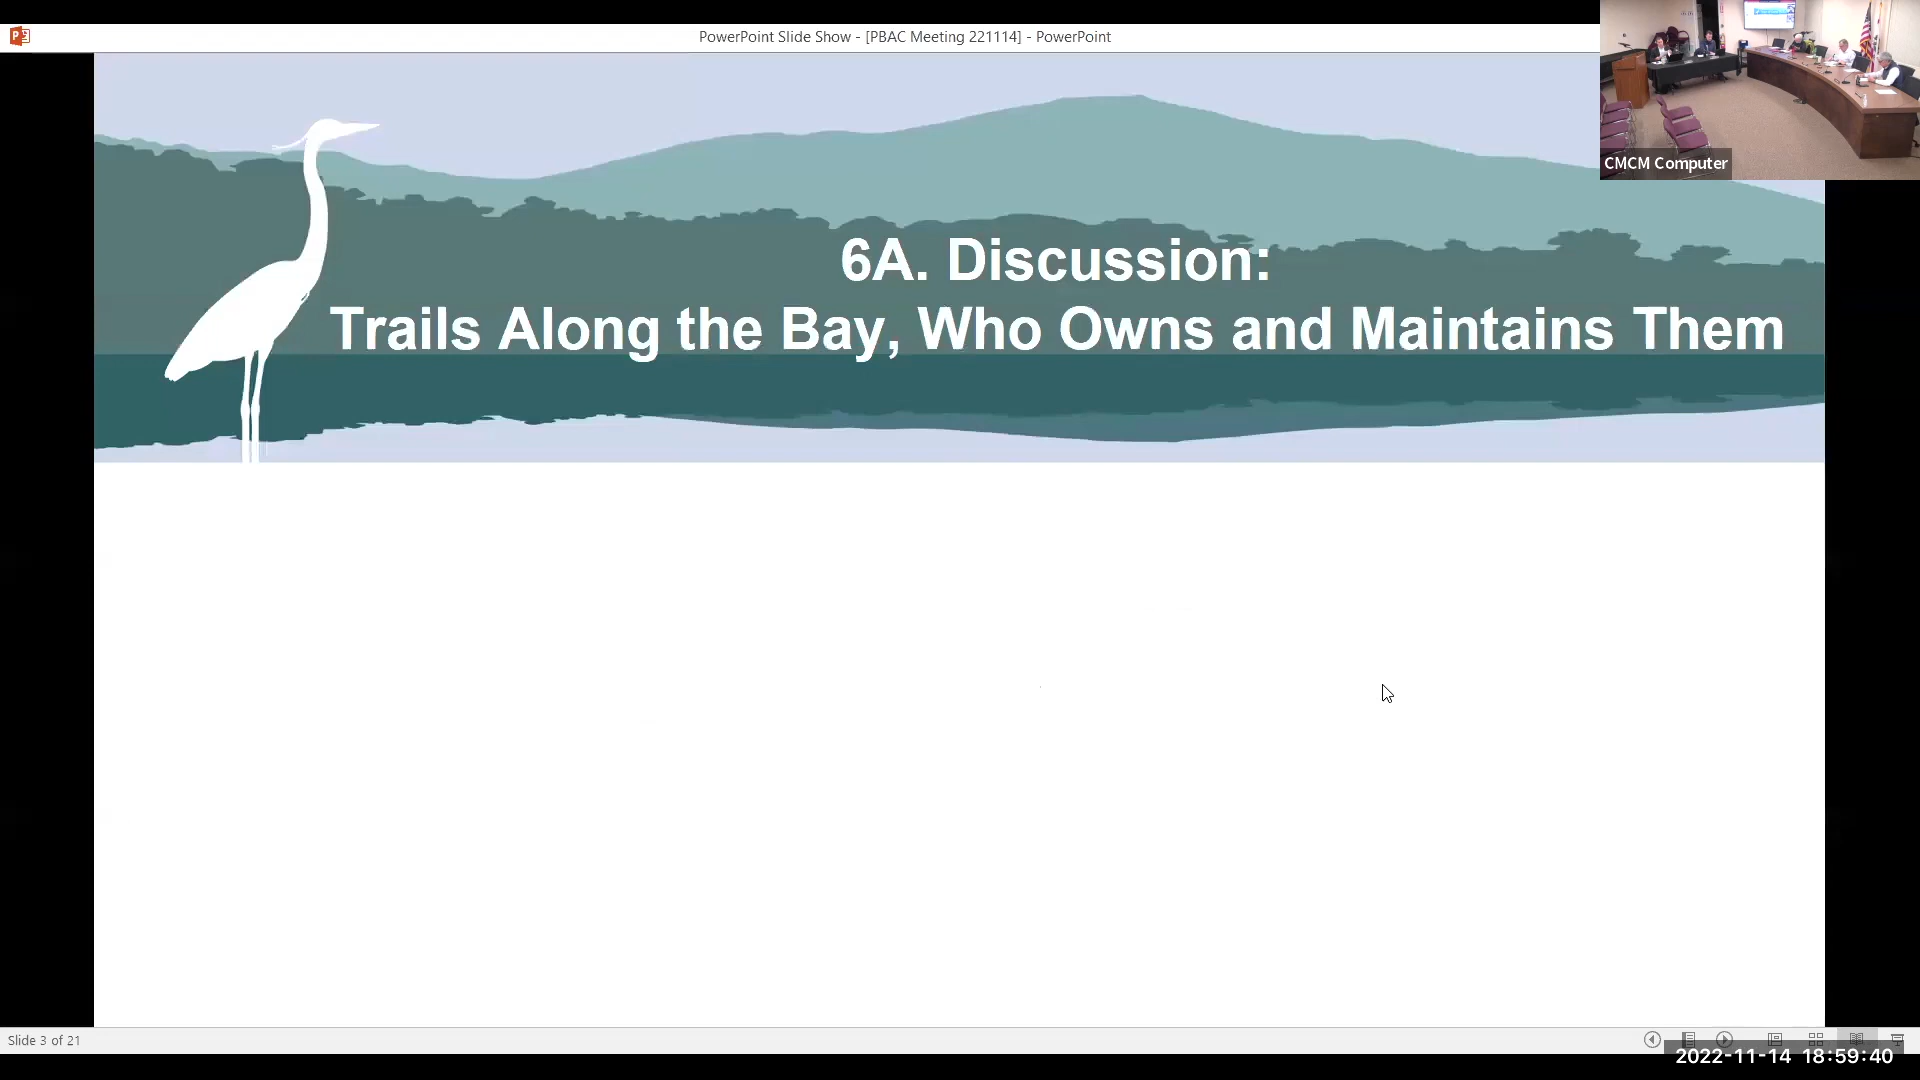 PowerPoint Slide Show - [PBAC Meeting 221114] - PowerPoint
CMCM Computer
6A. Discussion:
Trails Along the Bay, Who Owns and Maintains Them
Slide 3 of 21
2022-11-14 18:59:40